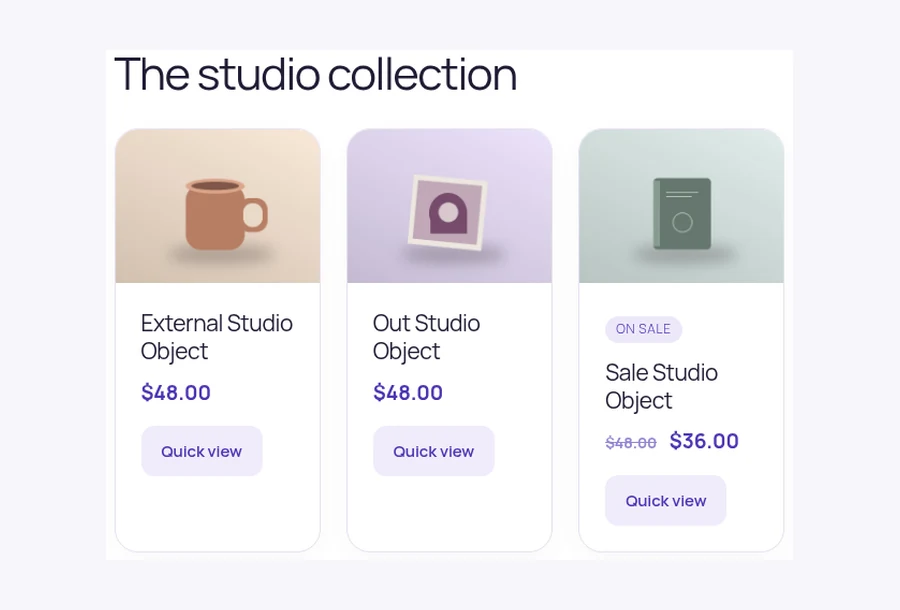 The studio collection
External Studio
Object
$48.00
Quick view
Out Studio
Object
$48.00
Quick view
ON SALE
Sale Studio
Object
$48.00 $36.00
Quick view